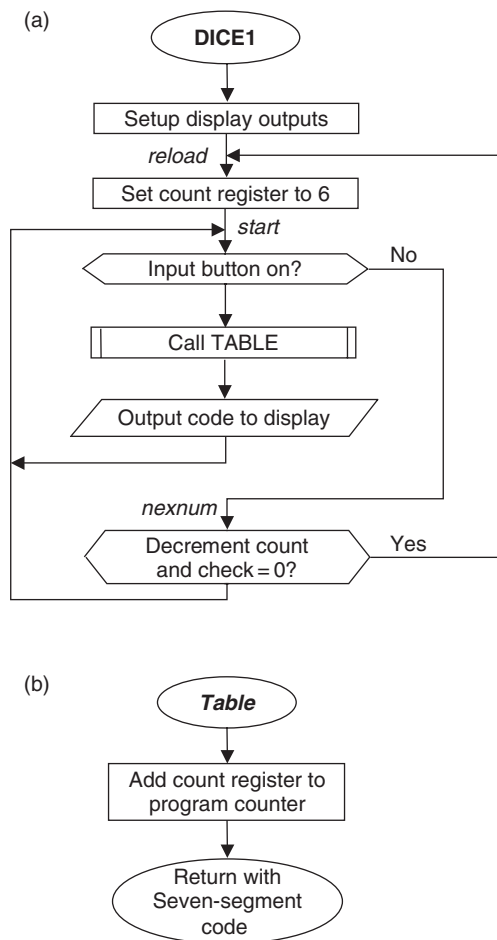 (a)
DICE1
Setup display outputs
reload
Set count register to 6
start
Input button on?
No
Call TABLE
Output code to display
nexnum
Decrement count
and check = 0?
Yes
(b)
Table
Add count register to
program counter
Return with
Seven-segment
code